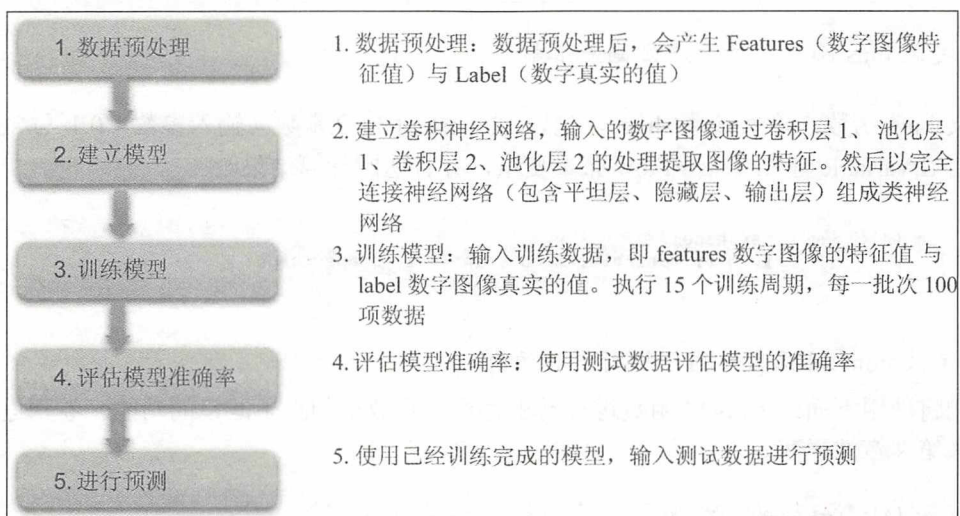 1. 数据预处理
1. 数据预处理：数据预处理后，会产生 Features（数字图像特
征值）与 Label（数字真实的值）
2. 建立模型
2. 建立卷积神经网络，输入的数字图像通过卷积层 1、 池化层
1、卷积层 2、池化层 2 的处理提取图像的特征。然后以完全
连接神经网络（包含平坦层、隐藏层、输出层）组成类神经
网络
3. 训练模型
3. 训练模型：输入训练数据，即 features 数字图像的特征值 与
label 数字图像真实的值。执行 15 个训练周期，每一批次 100
项数据
4. 评估模型准确率
4. 评估模型准确率：使用测试数据评估模型的准确率
5. 进行预测
5. 使用已经训练完成的模型，输入测试数据进行预测